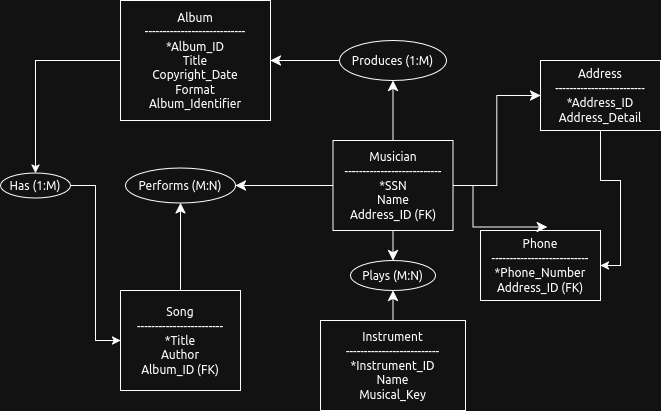 Album
----------------------------
*Album_ID
Title
Copyright_Date
Format
Album_Identifier
Produces (1:M)
Address
-------------------------
*Address_ID
Address_Detail
Musician
---------------------------
*SSN
Name
Address_ID (FK)
Has (1:M)
Performs (M:N)
Phone
---------------------------
*Phone_Number
Address_ID (FK)
Plays (M:N)
Song
------------------------
*Title
Author
Album_ID (FK)
Instrument
--------------------------
*Instrument_ID
Name
Musical_Key